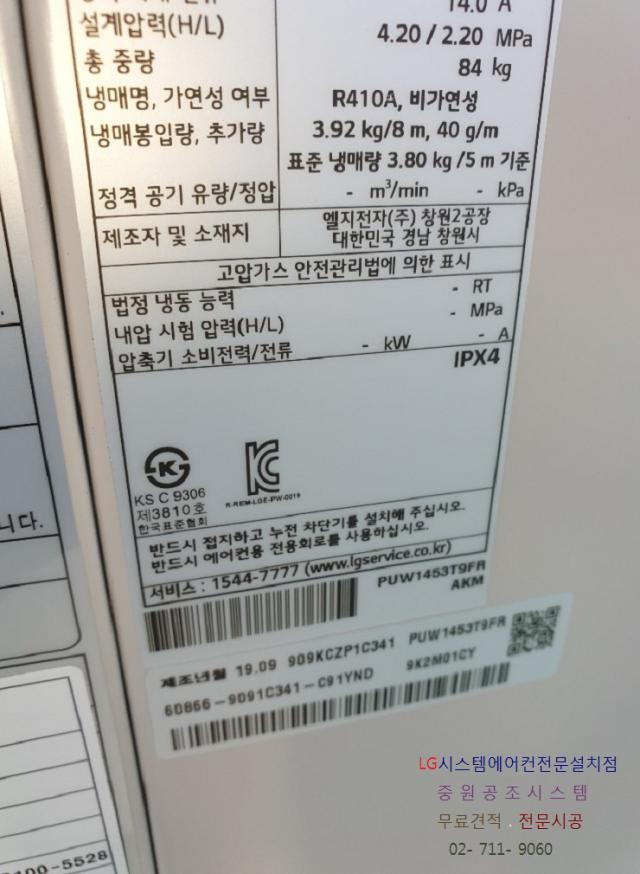 14.0 A
설계압력(H/L) 4.20 / 2.20 MPa
총 중량 84 kg
냉매명, 가연성 여부 R410A, 비가연성
냉매봉입량, 추가량 3.92 kg/8 m, 40 g/m
표준 냉매량 3.80 kg /5 m 기준
정격 공기 유량/정압 - m³/min - kPa
제조자 및 소재지 엘지전자(주) 창원2공장
대한민국 경남 창원시
고압가스 안전관리법에 의한 표시
법정 냉동 능력 - RT
내압 시험 압력(H/L) - MPa
압축기 소비전력/전류 - kW - A
IPX4
KS C 9306
제3810호
한국표준협회
R-REM-LGE-PW-0019
니다.
반드시 접지하고 누전 차단기를 설치해 주십시오.
반드시 에어컨용 전용회로를 사용하십시오.
서비스 : 1544-7777 (www.lgservice.co.kr)
PUW1453T9FR
AKM
제조년월 19.09 909KCZP1C341 PUW1453T9FR
60866-9091C341-C91YND 9K2M01CY
LG시스템에어컨전문설치점
중 원 공 조 시 스 템
무료견적 . 전문시공
02- 711- 9060
100-5528